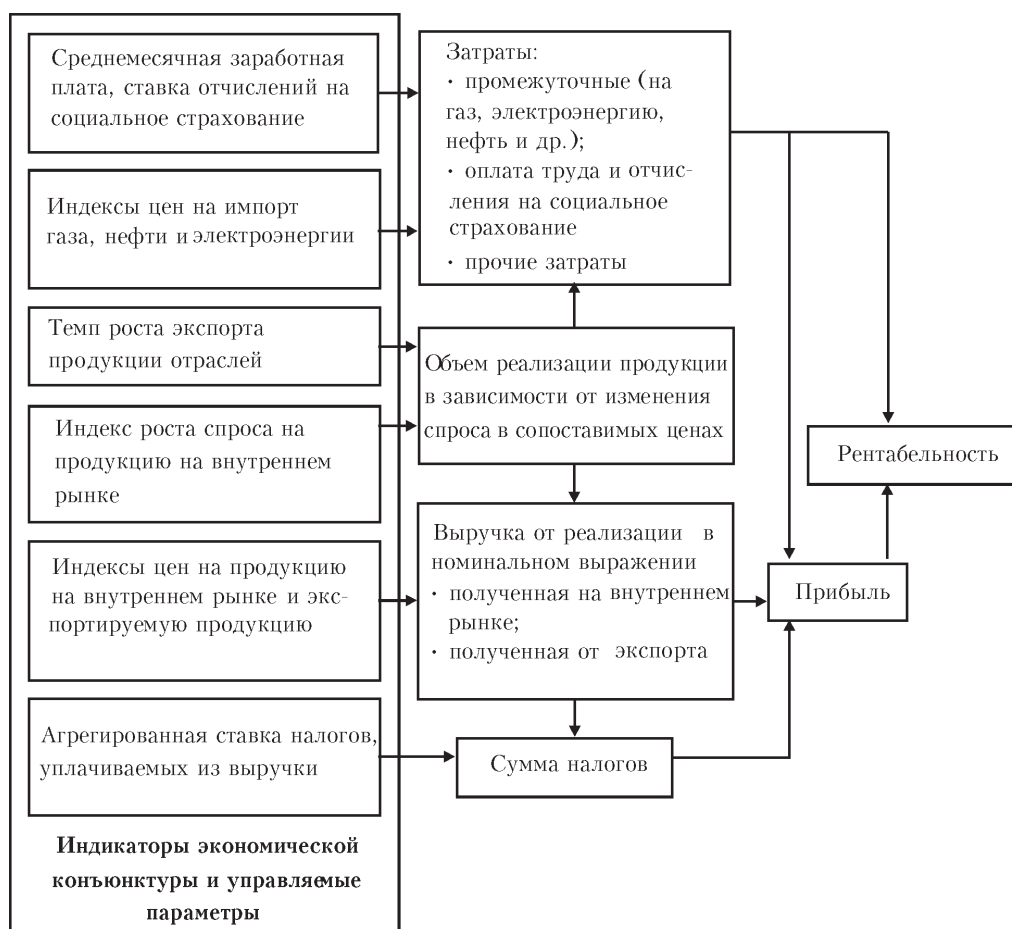 Среднемесячная заработная
плата, ставка отчислений на
социальное страхование
Индексы цен на импорт
газа, нефти и электроэнергии
Темп роста экспорта
продукции отраслей
Индекс роста спроса на
продукцию на внутреннем
рынке
Индексы цен на продукцию
на внутреннем рынке и экс-
портируемую продукцию
Агрегированная ставка налогов,
уплачиваемых из выручки
Индикаторы экономической
конъюнктуры и управляемые
параметры
Затраты:
· промежуточные (на
газ, электроэнергию,
нефть и др.);
· оплата труда и отчис-
ления на социальное
страхование
· прочие затраты
Объем реализации продукции
в зависимости от изменения
спроса в сопоставимых ценах
Выручка от реализации в
номинальном выражении
· полученная на внутреннем
рынке;
· полученная от экспорта
Сумма налогов
Рентабельность
Прибыль